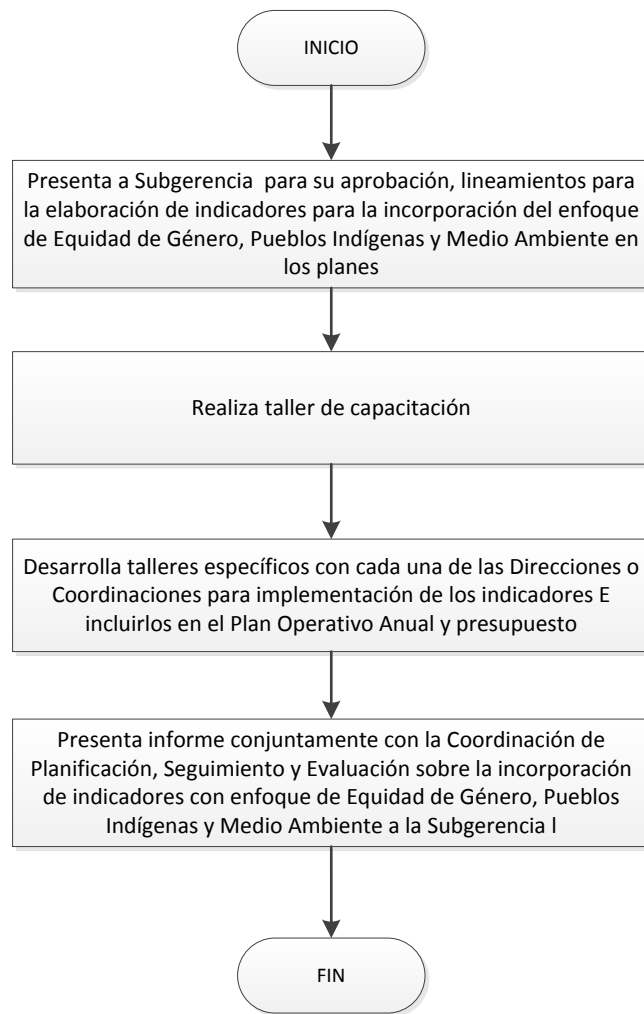 INICIO
Presenta a Subgerencia para su aprobación, lineamientos para
la elaboración de indicadores para la incorporación del enfoque
de Equidad de Género, Pueblos Indígenas y Medio Ambiente en
los planes
Realiza taller de capacitación
Desarrolla talleres específicos con cada una de las Direcciones o
Coordinaciones para implementación de los indicadores E
incluirlos en el Plan Operativo Anual y presupuesto
Presenta informe conjuntamente con la Coordinación de
Planificación, Seguimiento y Evaluación sobre la incorporación
de indicadores con enfoque de Equidad de Género, Pueblos
Indígenas y Medio Ambiente a la Subgerencia l
FIN